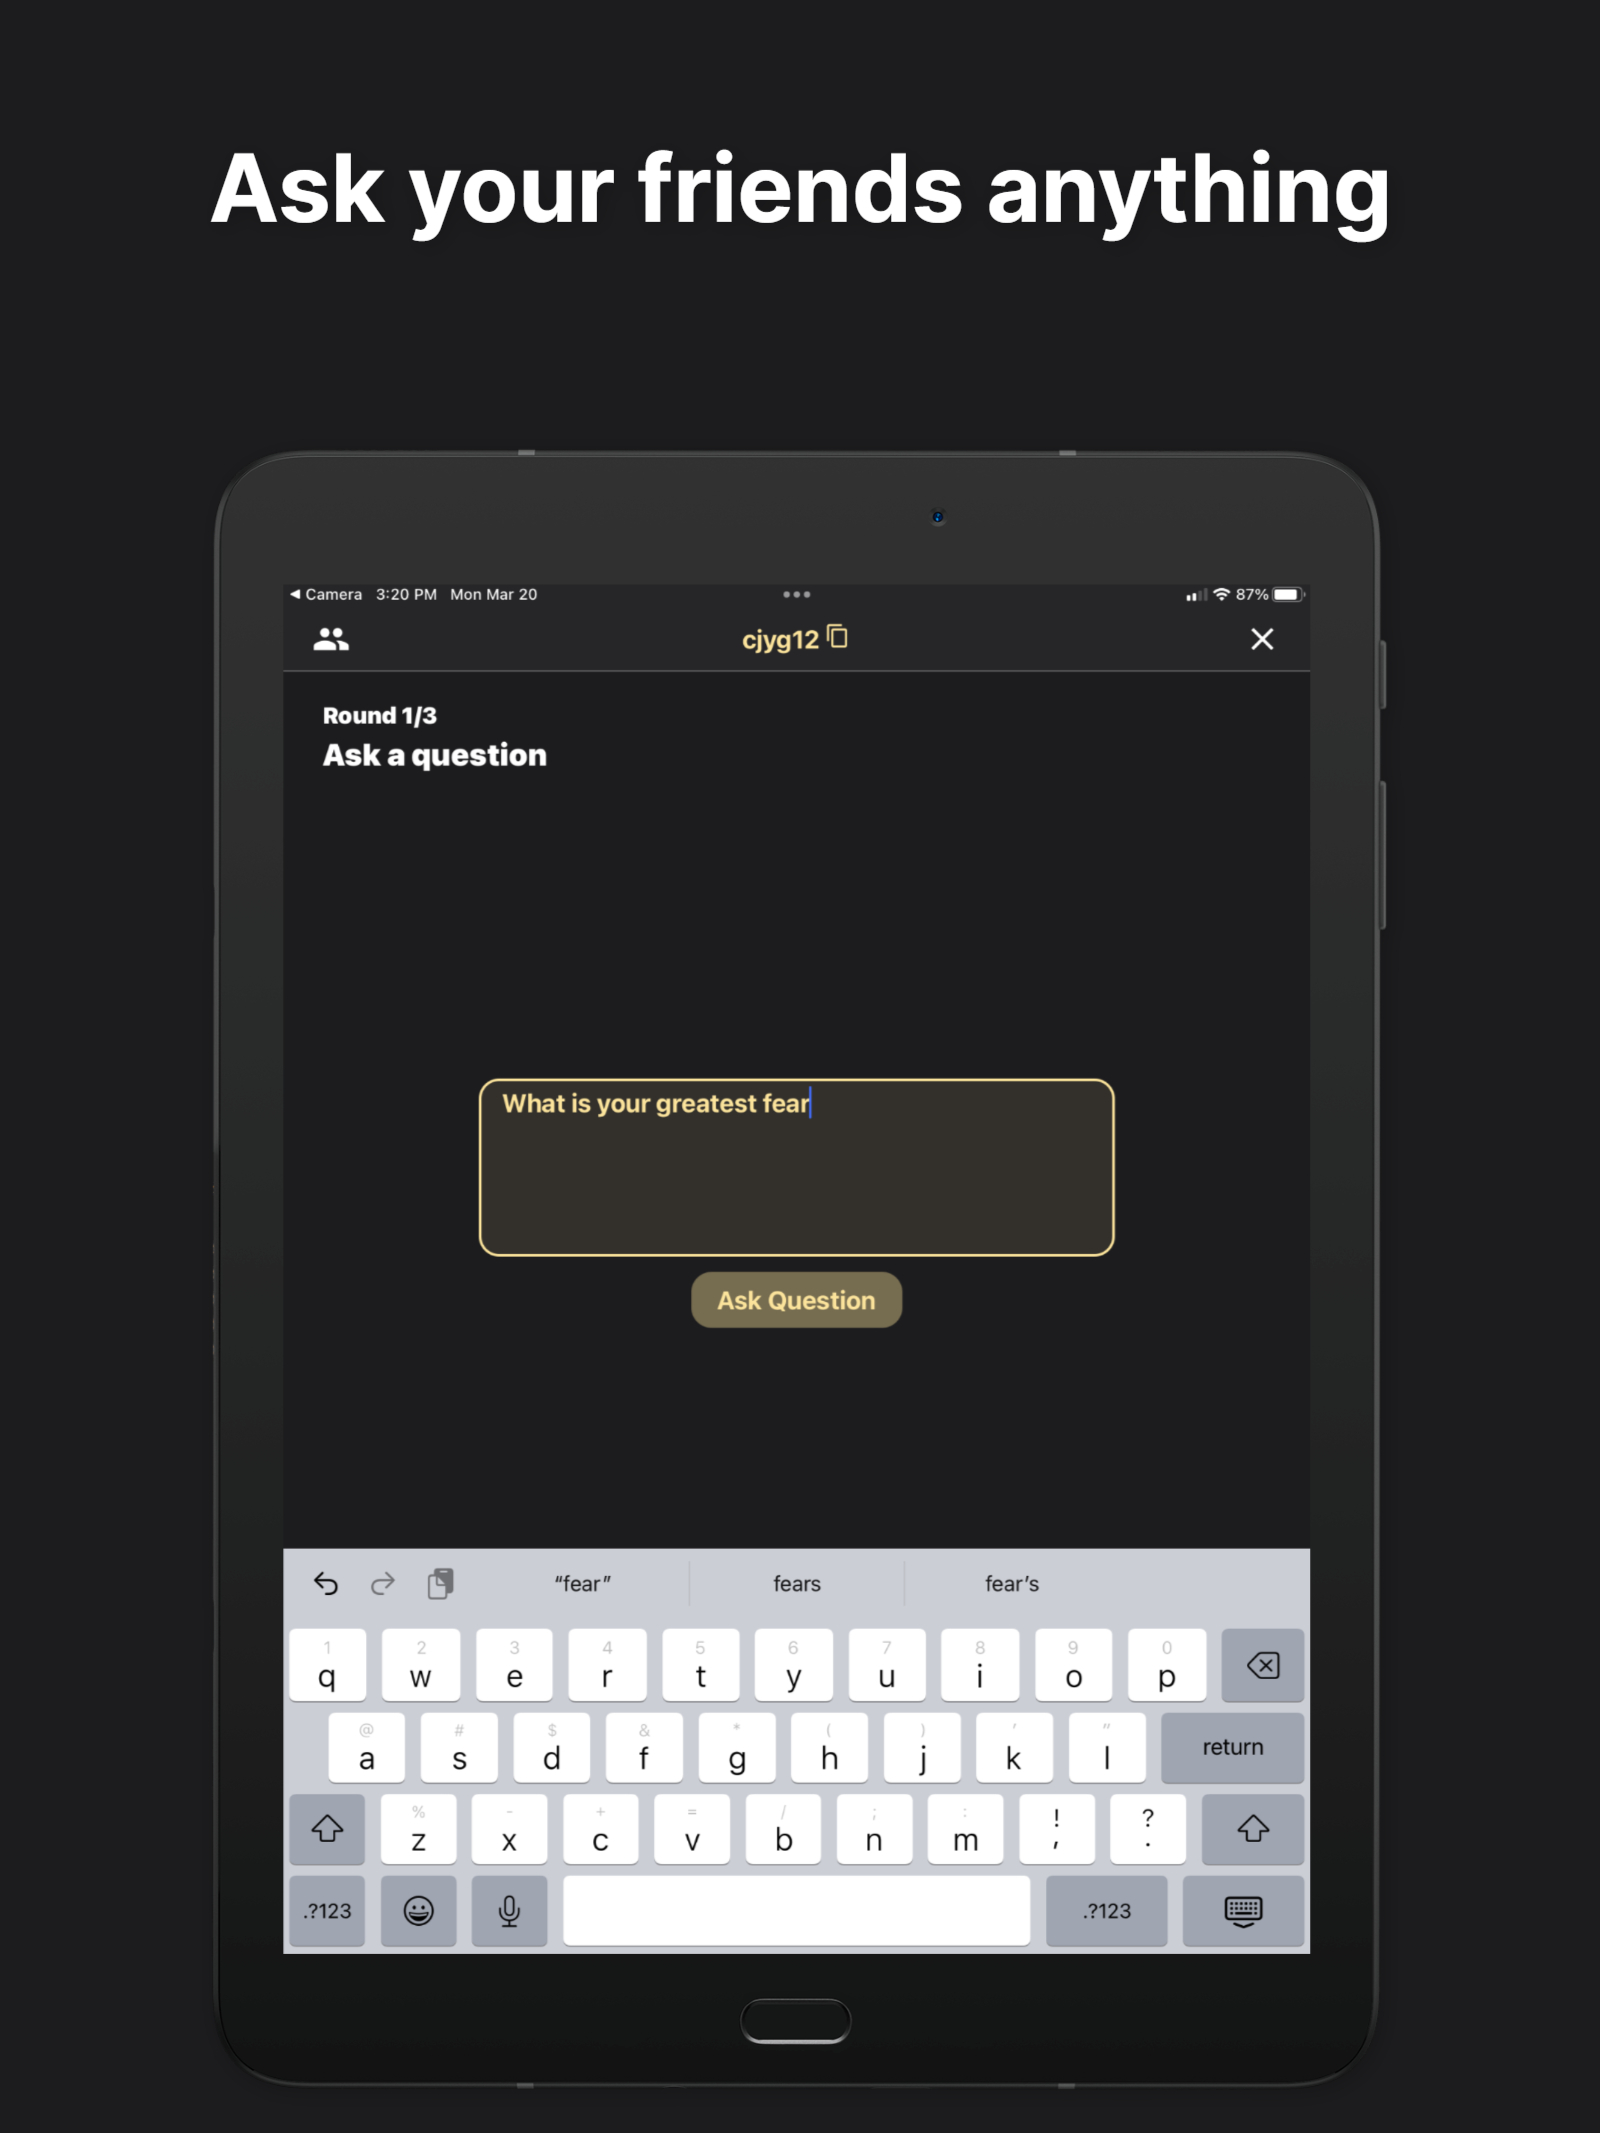 Ask your friends anything
Camera 3:20 PM Mon Mar 20
87%
cjyg12
Round 1/3
Ask a question
What is your greatest fear
Ask Question
“fear” fears fear’s
1 2 3 4 5 6 7 8 9 0
q w e r t y u i o p
@ # $ & * ( ) ' "
a s d f g h j k l return
% - + = / ; : ! ?
z x c v b n m , .
.?123 .?123